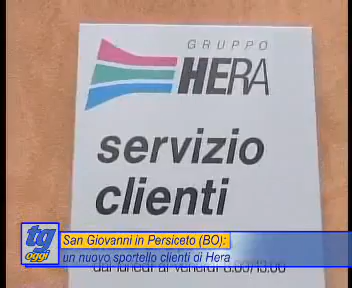 GRUPPO
HERA
servizio
clienti
tg
oggi
San Giovanni in Persiceto (BO):
un nuovo sportello clienti di Hera
dal lunedì al venerdì 8.00/13.00